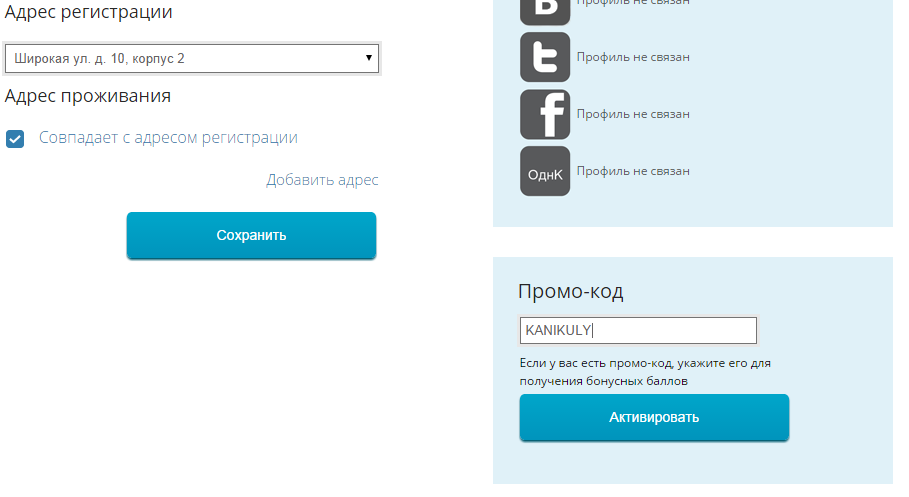 Адрес регистрации
Широкая ул. д. 10, корпус 2
Адрес проживания
Совпадает с адресом регистрации
Добавить адрес
Сохранить
В
Профиль не связан
t
Профиль не связан
f
Профиль не связан
ОднК
Профиль не связан
Промо-код
KANIKULY
Если у вас есть промо-код, укажите его для
получения бонусных баллов
Активировать